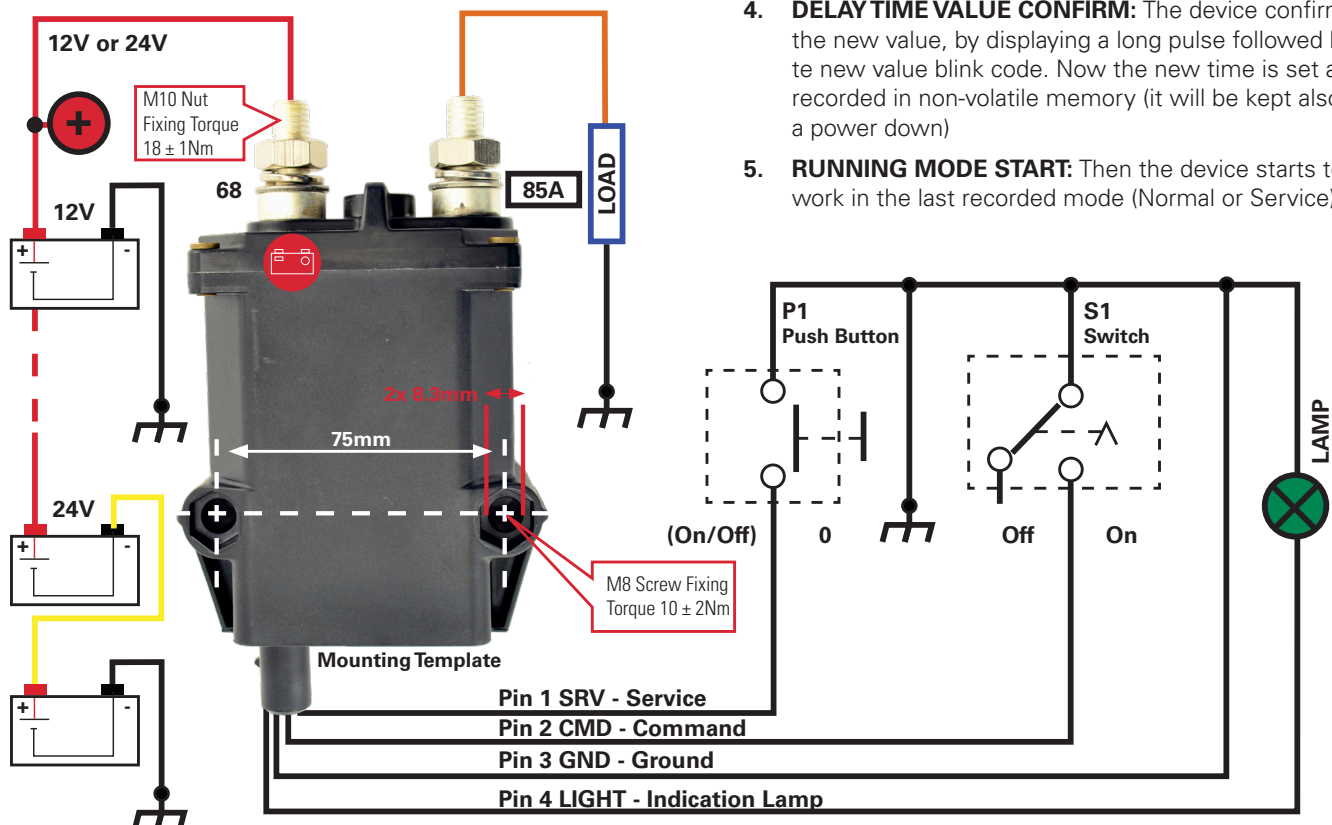 4. DELAY TIME VALUE CONFIRM: The device confirm
the new value, by displaying a long pulse followed
te new value blink code. Now the new time is set
recorded in non-volatile memory (it will be kept also
a power down)
5. RUNNING MODE START: Then the device starts
work in the last recorded mode (Normal or Service)
12V or 24V
+
M10 Nut
Fixing Torque
18 ± 1Nm
68
85A
LOAD
12V
+ -
2x 8.3mm
75mm
24V
+ -
M8 Screw Fixing
Torque 10 ± 2Nm
+ -
Mounting Template
P1
Push Button
S1
Switch
(On/Off) 0
Off On
LAMP
Pin 1 SRV - Service
Pin 2 CMD - Command
Pin 3 GND - Ground
Pin 4 LIGHT - Indication Lamp